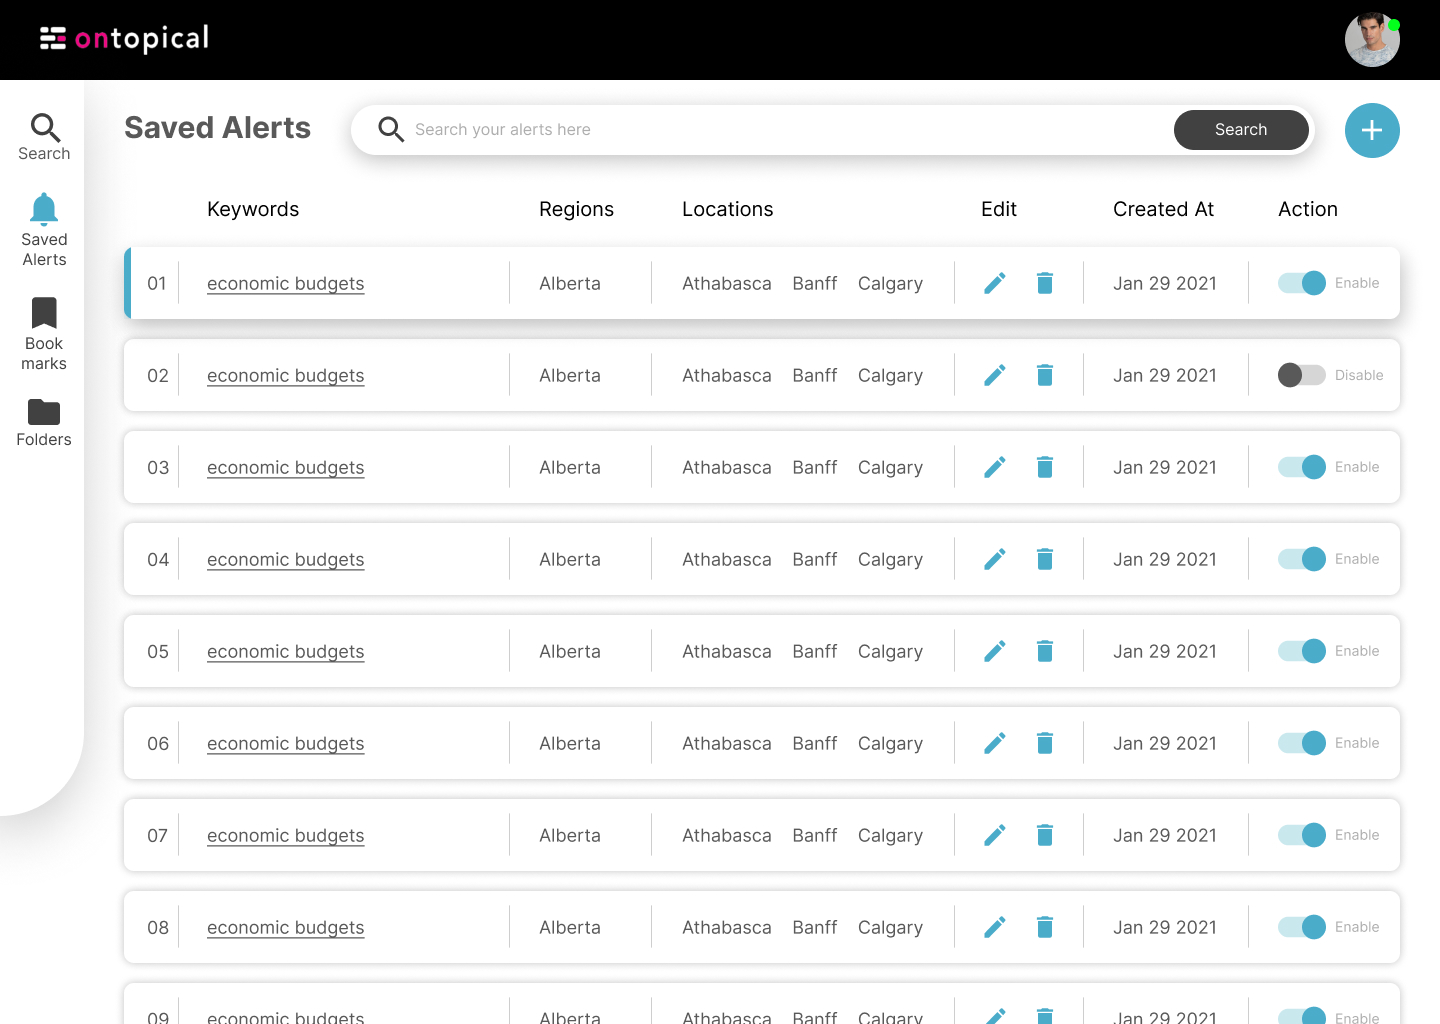 ontopical
Saved Alerts
Search your alerts here
Search
Search
Saved
Alerts
Book
marks
Folders
Keywords Regions Locations Edit Created At Action
01 economic budgets Alberta Athabasca Banff Calgary Jan 29 2021 Enable
02 economic budgets Alberta Athabasca Banff Calgary Jan 29 2021 Disable
03 economic budgets Alberta Athabasca Banff Calgary Jan 29 2021 Enable
04 economic budgets Alberta Athabasca Banff Calgary Jan 29 2021 Enable
05 economic budgets Alberta Athabasca Banff Calgary Jan 29 2021 Enable
06 economic budgets Alberta Athabasca Banff Calgary Jan 29 2021 Enable
07 economic budgets Alberta Athabasca Banff Calgary Jan 29 2021 Enable
08 economic budgets Alberta Athabasca Banff Calgary Jan 29 2021 Enable
09 economic budgets Alberta Athabasca Banff Calgary Jan 29 2021 Enable